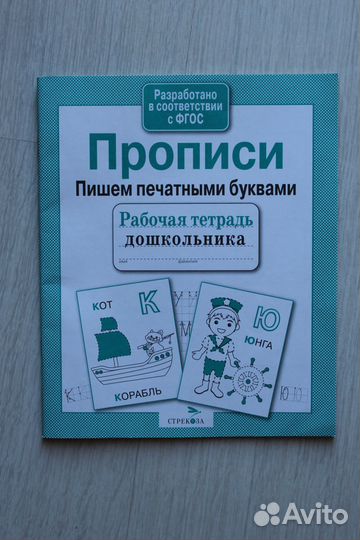 Разработано
в соответствии
с ФГОС
Прописи
Пишем печатными буквами
Рабочая тетрадь
дошкольника
КОТ
К
КОРАБЛЬ
У
М
Ю
ЮНГА
К К
Ю Ю
СТРЕКОЗА
Avito